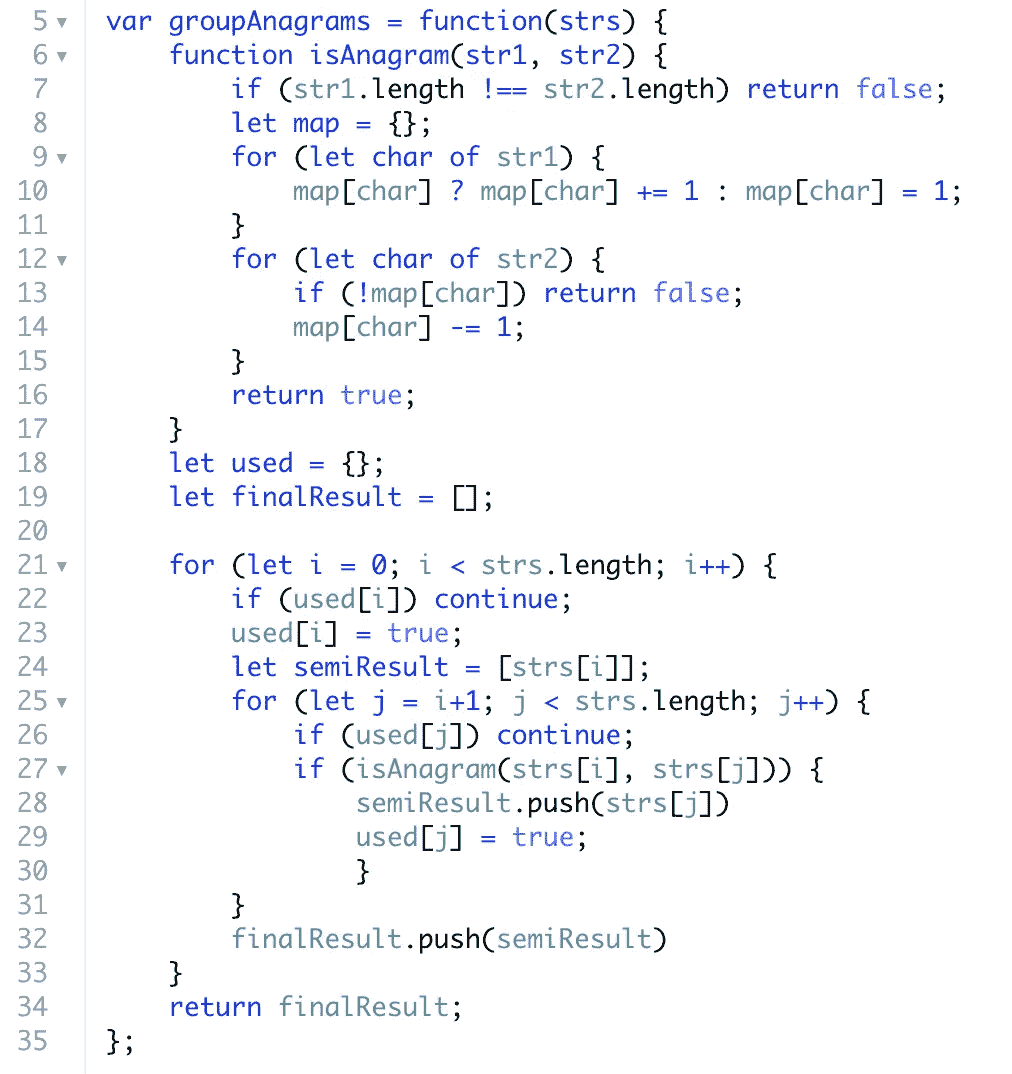 5 ▼ var groupAnagrams = function(strs) {
6 ▼     function isAnagram(str1, str2) {
7           if (str1.length !== str2.length) return false;
8           let map = {};
9 ▼         for (let char of str1) {
10              map[char] ? map[char] += 1 : map[char] = 1;
11          }
12 ▼        for (let char of str2) {
13              if (!map[char]) return false;
14              map[char] -= 1;
15          }
16          return true;
17      }
18      let used = {};
19      let finalResult = [];
20
21 ▼    for (let i = 0; i < strs.length; i++) {
22          if (used[i]) continue;
23          used[i] = true;
24          let semiResult = [strs[i]];
25 ▼        for (let j = i+1; j < strs.length; j++) {
26              if (used[j]) continue;
27 ▼            if (isAnagram(strs[i], strs[j])) {
28                  semiResult.push(strs[j])
29                  used[j] = true;
30                  }
31          }
32          finalResult.push(semiResult)
33      }
34      return finalResult;
35  };